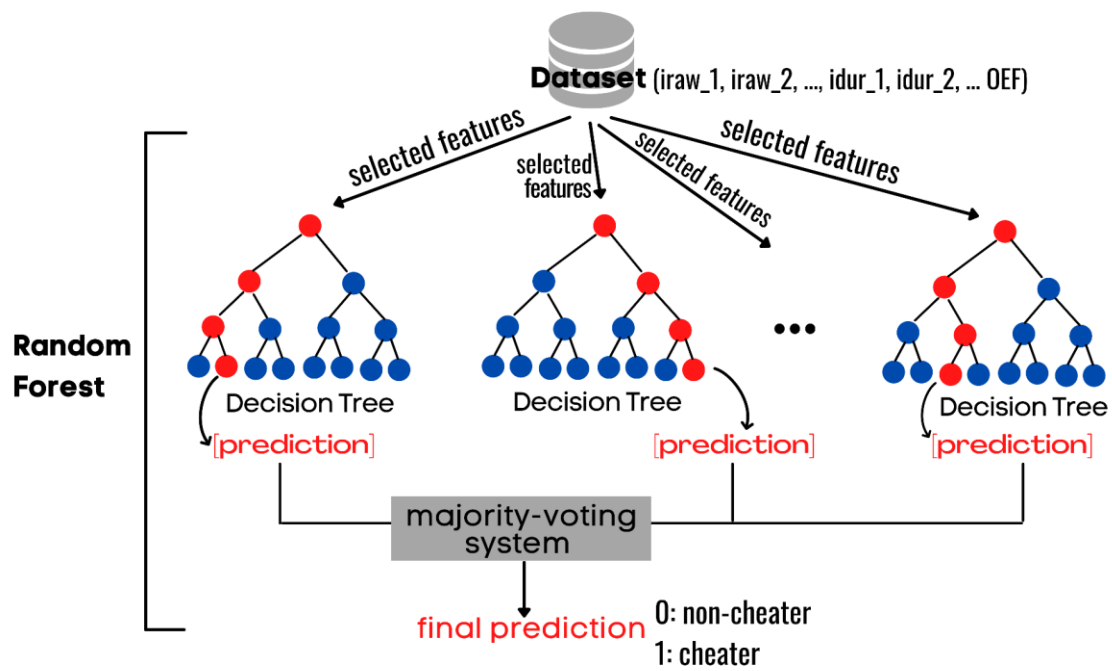 Dataset (iraw_1, iraw_2, ..., idur_1, idur_2, ... OEF)
selected features
selected
features
selected features
selected features
Random
Forest
Decision Tree
Decision Tree
Decision Tree
[prediction]
[prediction]
[prediction]
majority-voting
system
final prediction
0: non-cheater
1: cheater